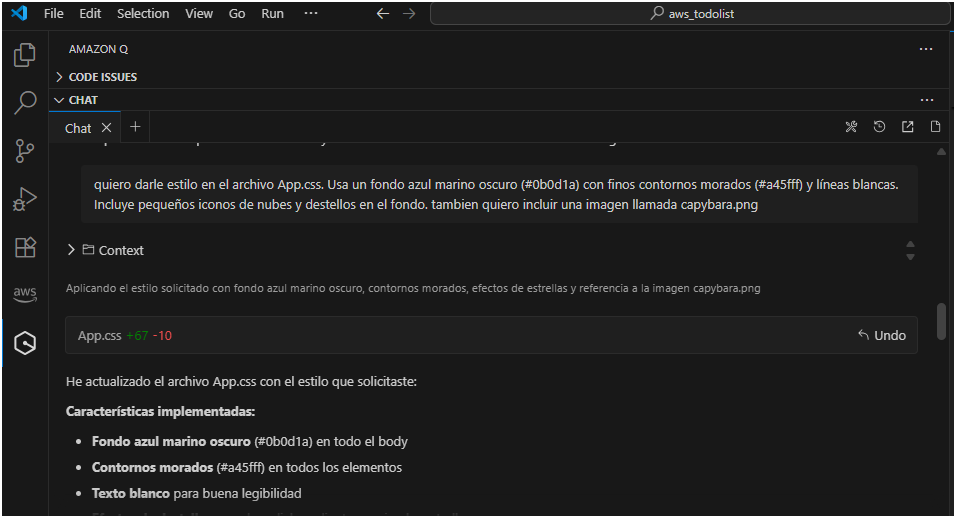 File Edit Selection View Go Run ··· aws_todolist
AMAZON Q
CODE ISSUES
CHAT
Chat
quiero darle estilo en el archivo App.css. Usa un fondo azul marino oscuro (#0b0d1a) con finos contornos morados (#a45fff) y líneas blancas.
Incluye pequeños iconos de nubes y destellos en el fondo. tambien quiero incluir una imagen llamada capybara.png
Context
Aplicando el estilo solicitado con fondo azul marino oscuro, contornos morados, efectos de estrellas y referencia a la imagen capybara.png
aws
App.css +67 -10 Undo
He actualizado el archivo App.css con el estilo que solicitaste:
Características implementadas:
• Fondo azul marino oscuro (#0b0d1a) en todo el body
• Contornos morados (#a45fff) en todos los elementos
• Texto blanco para buena legibilidad